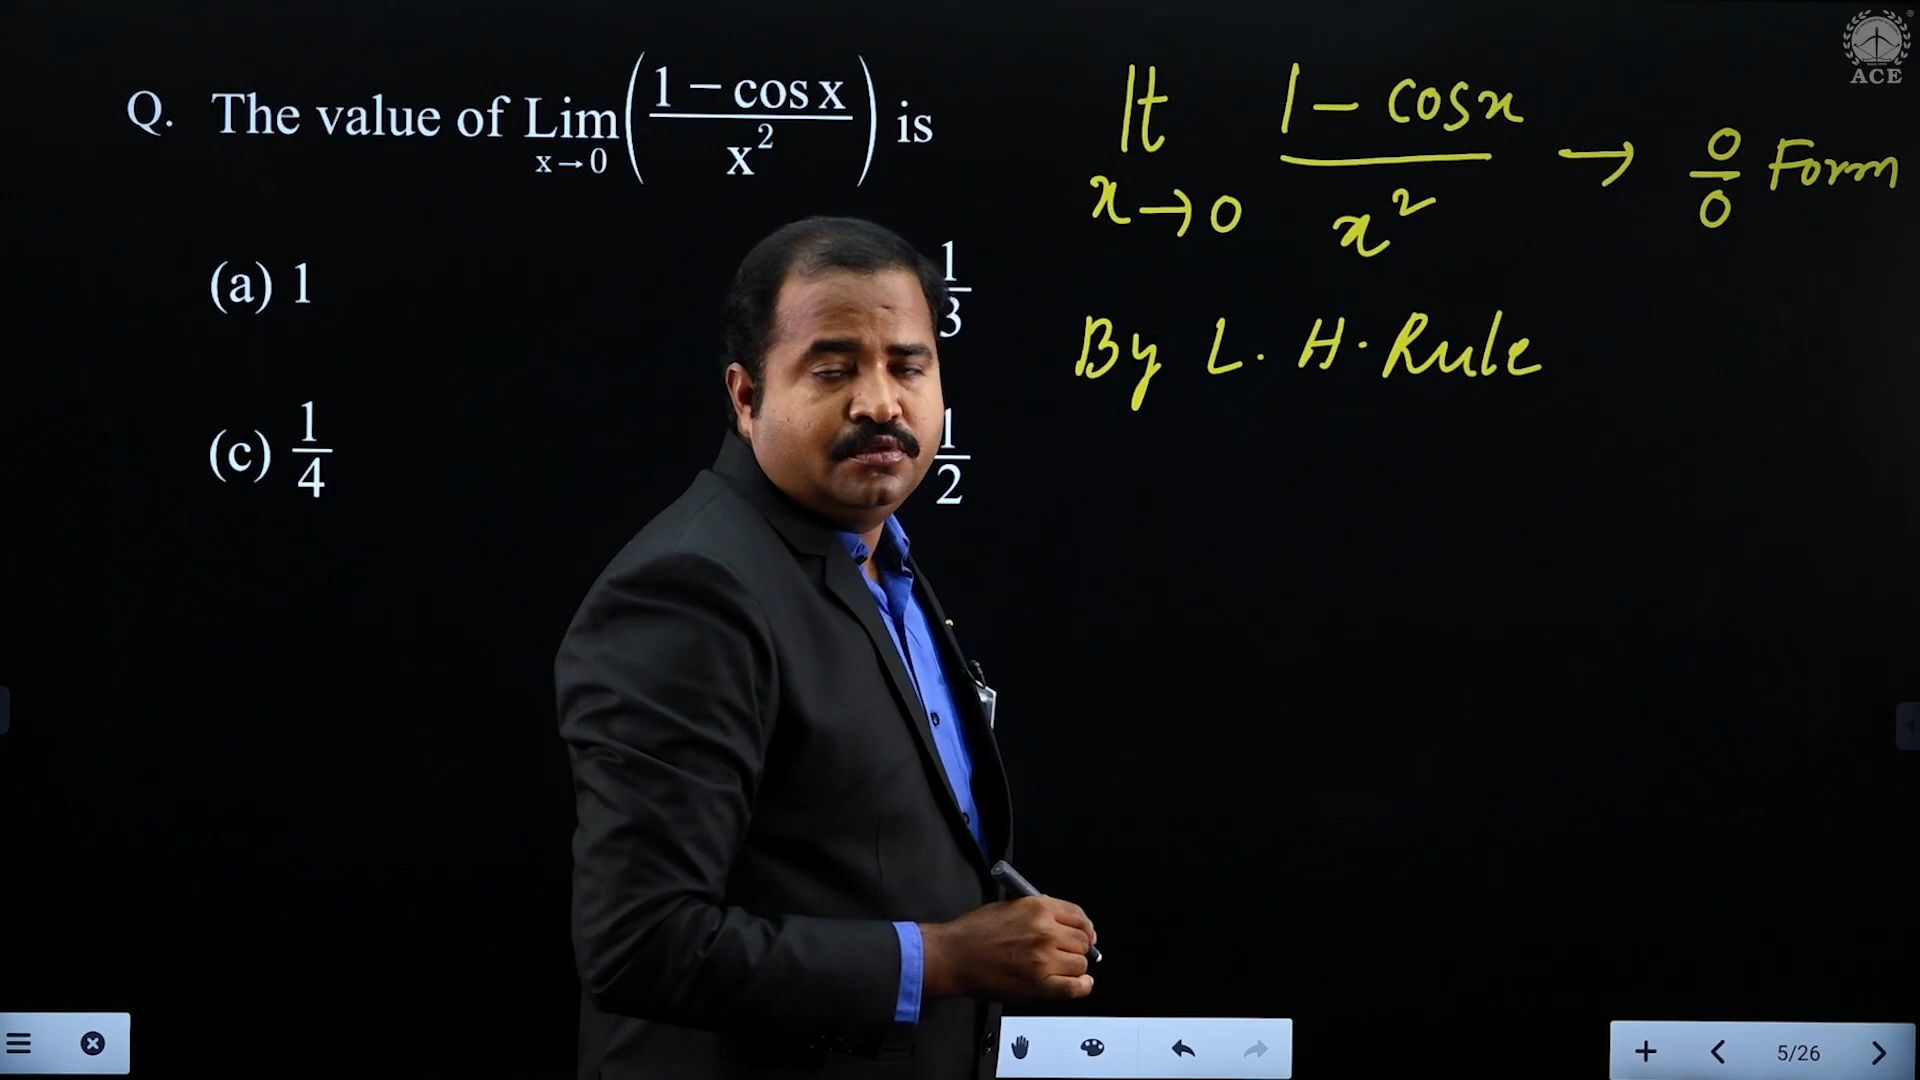 Q. The value of Lim x→0 ((1 – cos x)/x²) is
(a) 1
1/3
(c) 1/4
1/2
lt x→0 (1 – cosx)/x² → 0/0 Form
By L. H. Rule
ACE
5/26